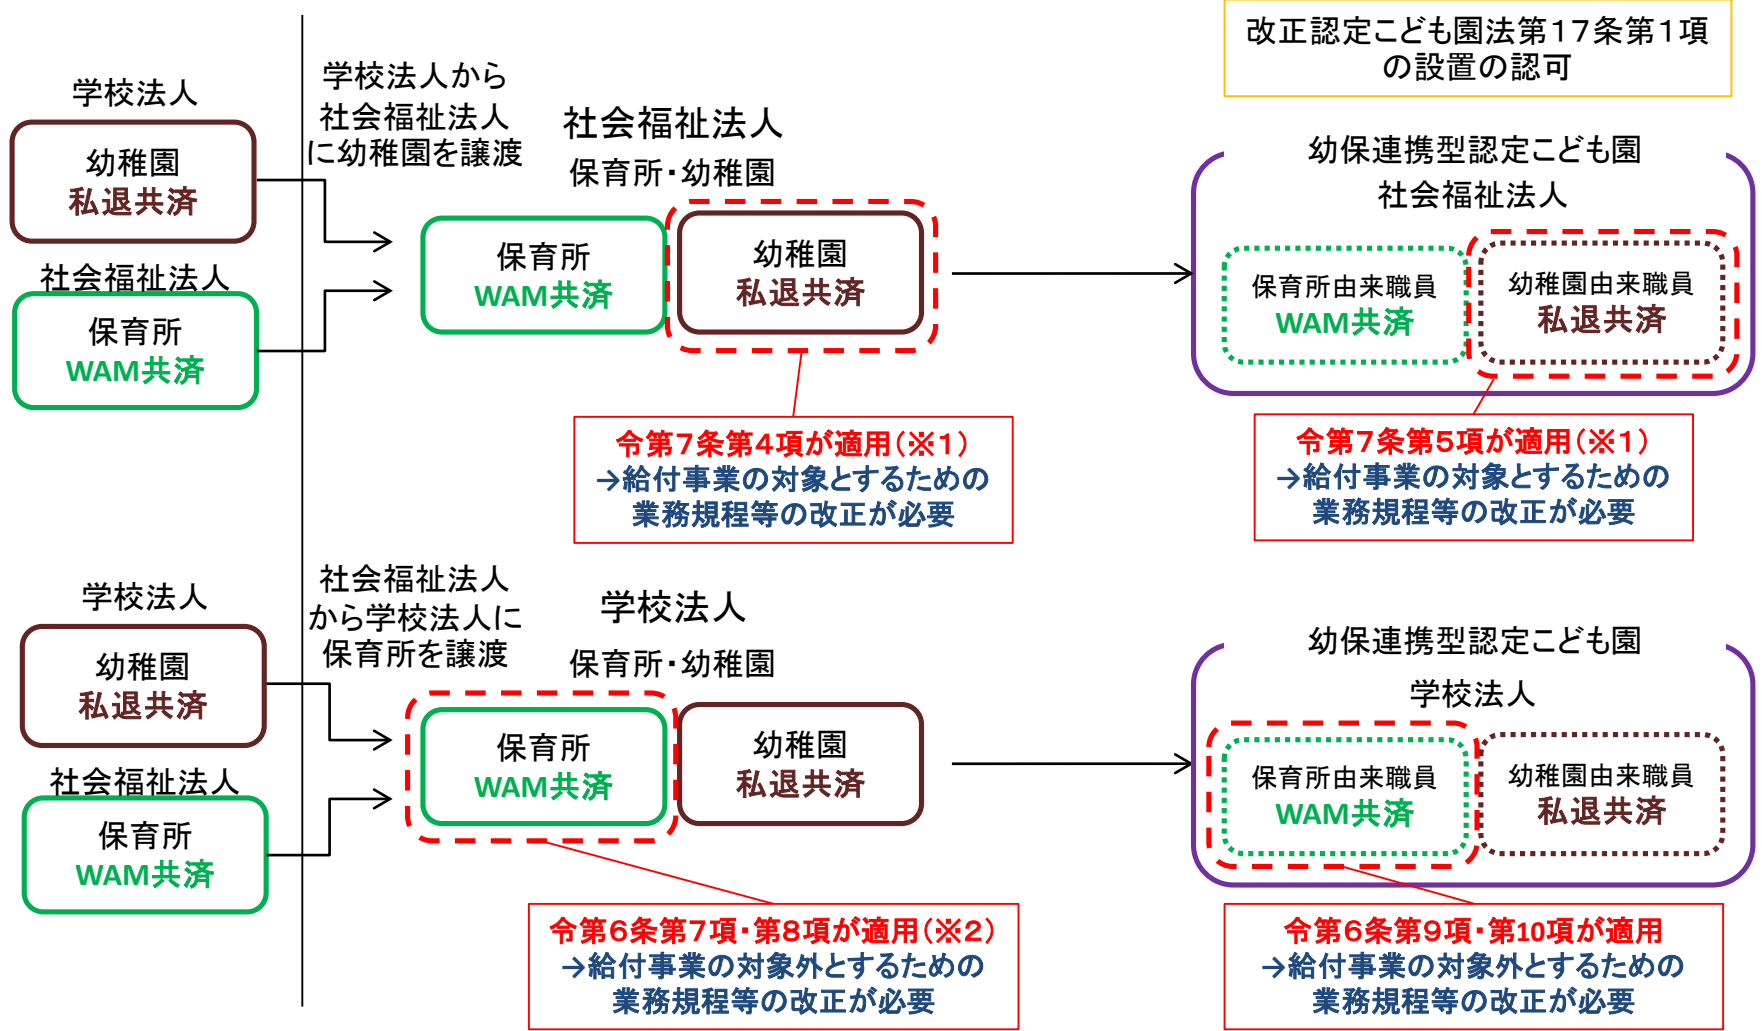 改正認定こども園法第17条第1項
の設置の認可
学校法人
幼稚園
私退共済
社会福祉法人
保育所
WAM共済
学校法人から
社会福祉法人
に幼稚園を譲渡
社会福祉法人
保育所・幼稚園
保育所
WAM共済
幼稚園
私退共済
令第7条第4項が適用(※1)
→給付事業の対象とするための
業務規程等の改正が必要
幼保連携型認定こども園
社会福祉法人
保育所由来職員
WAM共済
幼稚園由来職員
私退共済
令第7条第5項が適用(※1)
→給付事業の対象とするための
業務規程等の改正が必要
学校法人
幼稚園
私退共済
社会福祉法人
保育所
WAM共済
社会福祉法人
から学校法人に
保育所を譲渡
学校法人
保育所・幼稚園
保育所
WAM共済
幼稚園
私退共済
令第6条第7項・第8項が適用(※2)
→給付事業の対象外とするための
業務規程等の改正が必要
幼保連携型認定こども園
学校法人
保育所由来職員
WAM共済
幼稚園由来職員
私退共済
令第6条第9項・第10項が適用
→給付事業の対象外とするための
業務規程等の改正が必要